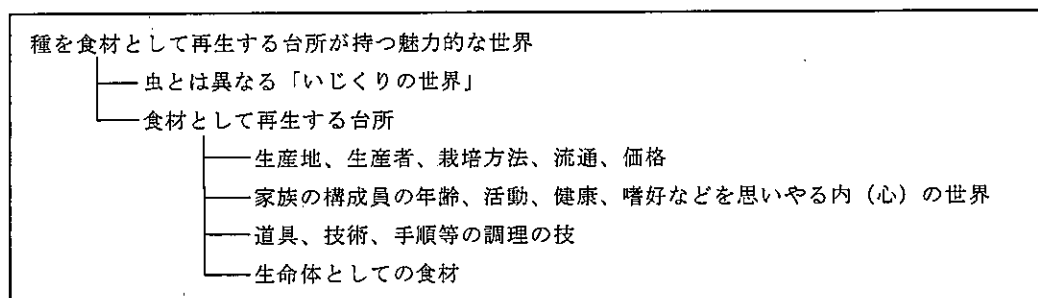 種を食材として再生する台所が持つ魅力的な世界
虫とは異なる「いじくりの世界」
食材として再生する台所
生産地、生産者、栽培方法、流通、価格
家族の構成員の年齢、活動、健康、嗜好などを思いやる内（心）の世界
道具、技術、手順等の調理の技
生命体としての食材